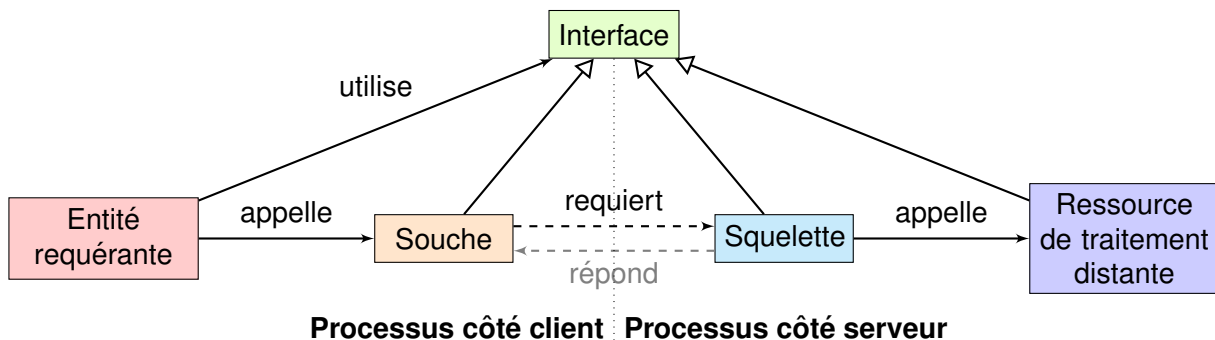 Interface
utilise
Entité
requérante
appelle
Souche
requiert
répond
Squelette
appelle
Ressource
de traitement
distante
Processus côté client
Processus côté serveur